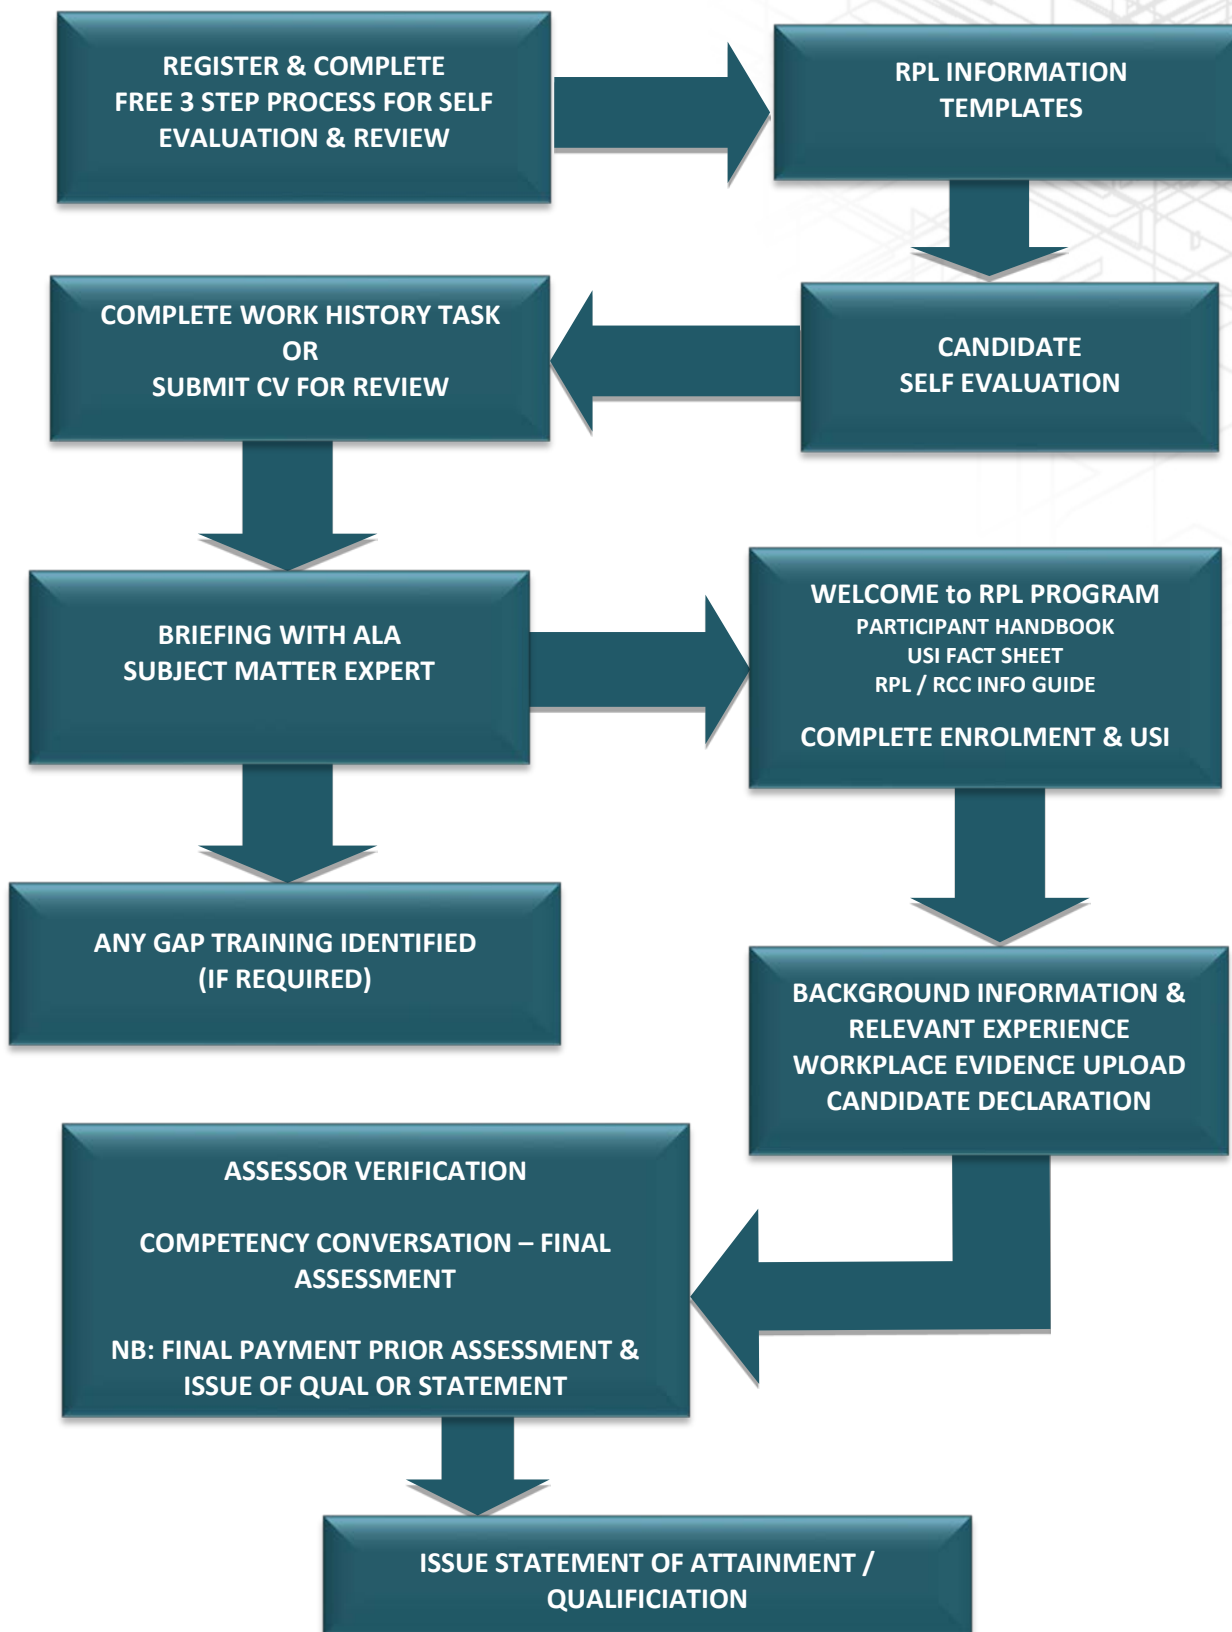 REGISTER & COMPLETE
FREE 3 STEP PROCESS FOR SELF
EVALUATION & REVIEW
RPL INFORMATION
TEMPLATES
CANDIDATE
SELF EVALUATION
COMPLETE WORK HISTORY TASK
OR
SUBMIT CV FOR REVIEW
BRIEFING WITH ALA
SUBJECT MATTER EXPERT
ANY GAP TRAINING IDENTIFIED
(IF REQUIRED)
WELCOME to RPL PROGRAM
PARTICIPANT HANDBOOK
USI FACT SHEET
RPL / RCC INFO GUIDE
COMPLETE ENROLMENT & USI
BACKGROUND INFORMATION &
RELEVANT EXPERIENCE
WORKPLACE EVIDENCE UPLOAD
CANDIDATE DECLARATION
ASSESSOR VERIFICATION
COMPETENCY CONVERSATION – FINAL
ASSESSMENT
NB: FINAL PAYMENT PRIOR ASSESSMENT &
ISSUE OF QUAL OR STATEMENT
ISSUE STATEMENT OF ATTAINMENT /
QUALIFICIATION